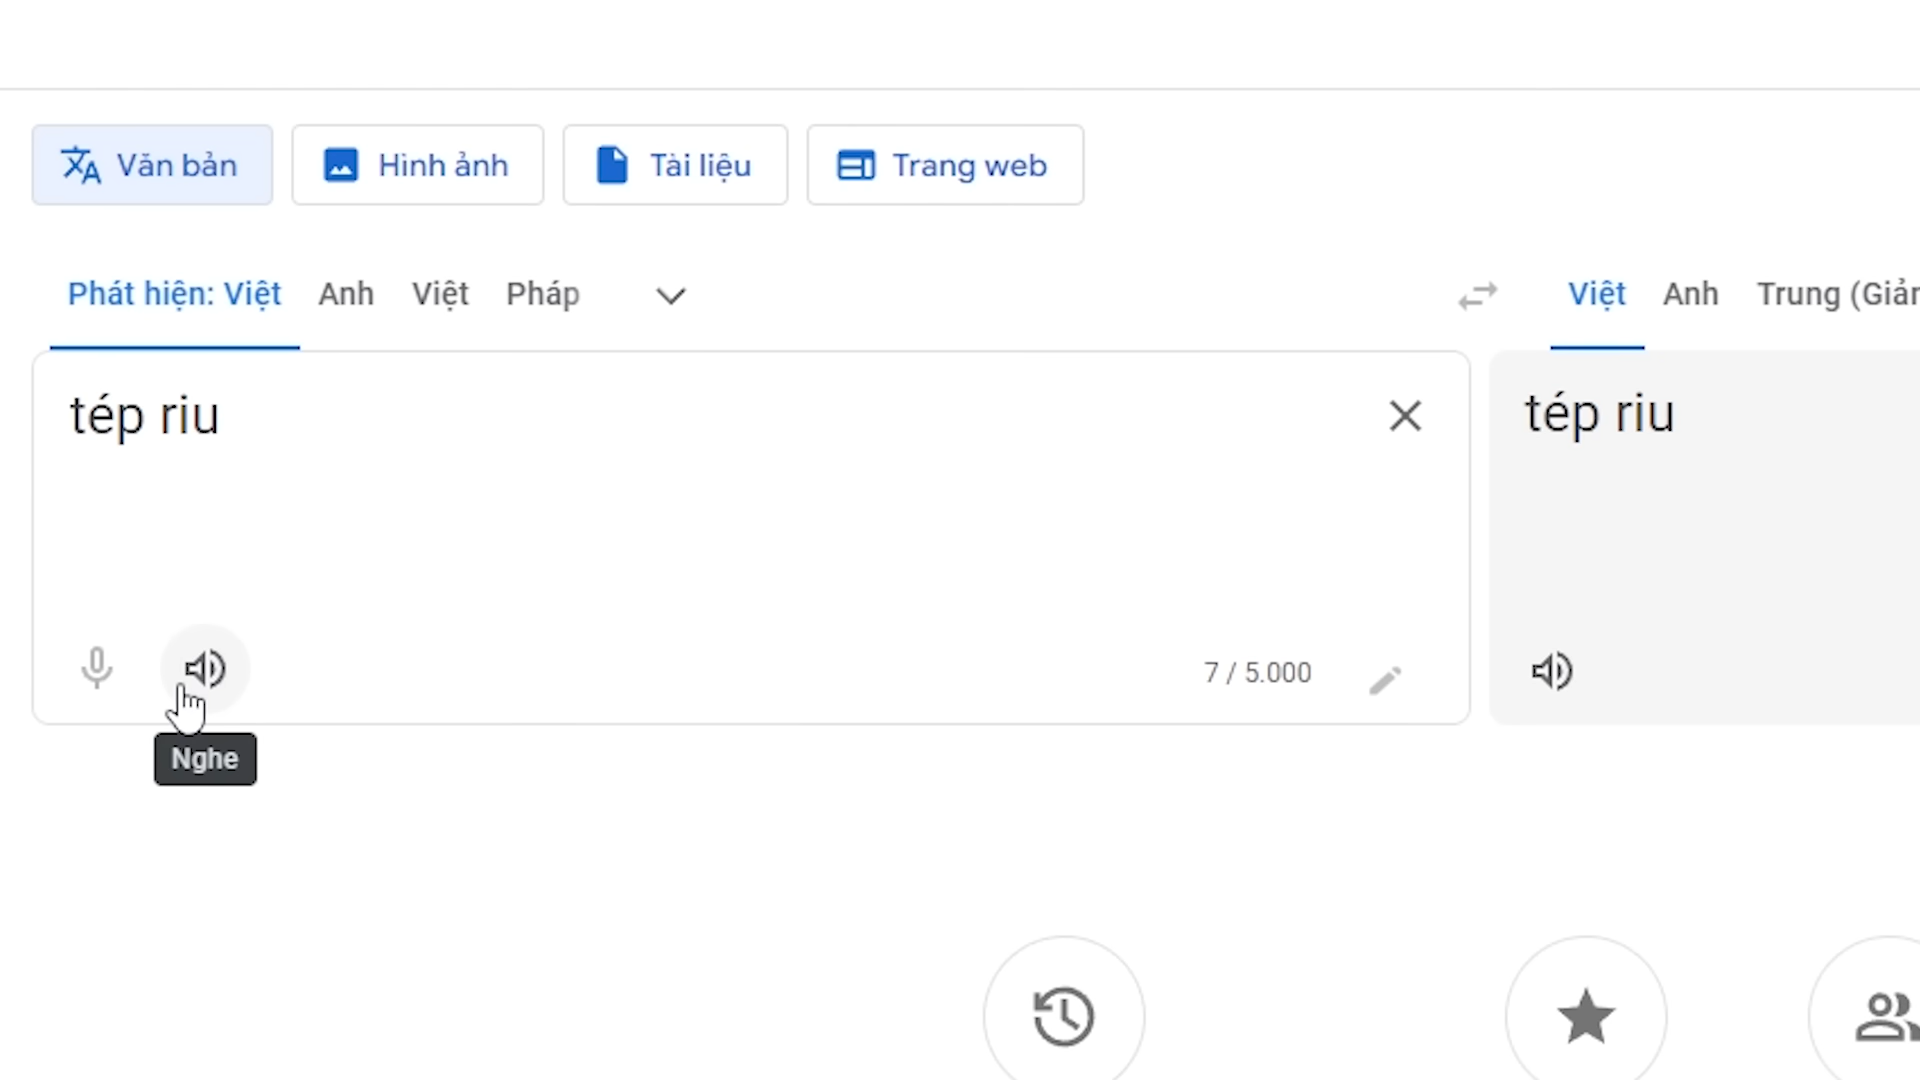 Văn bản
Hình ảnh
Tài liệu
Trang web
Phát hiện: Việt
Anh
Việt
Pháp
Việt
Anh
Trung (Giản
tép riu
tép riu
7 / 5.000
Nghe